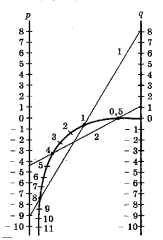 p q
8 8
7 7
6 1 6
5 5
4 4
3 3
2 2
1 0,5 1
0 1 0
– 1 2 – 1
– 2 3 2 – 2
– 3 4 – 3
– 4 5 – 4
– 5 6 – 5
– 6 7 – 6
– 7 8 – 7
– 8 9 – 8
– 9 10 – 9
– 10 11 – 10